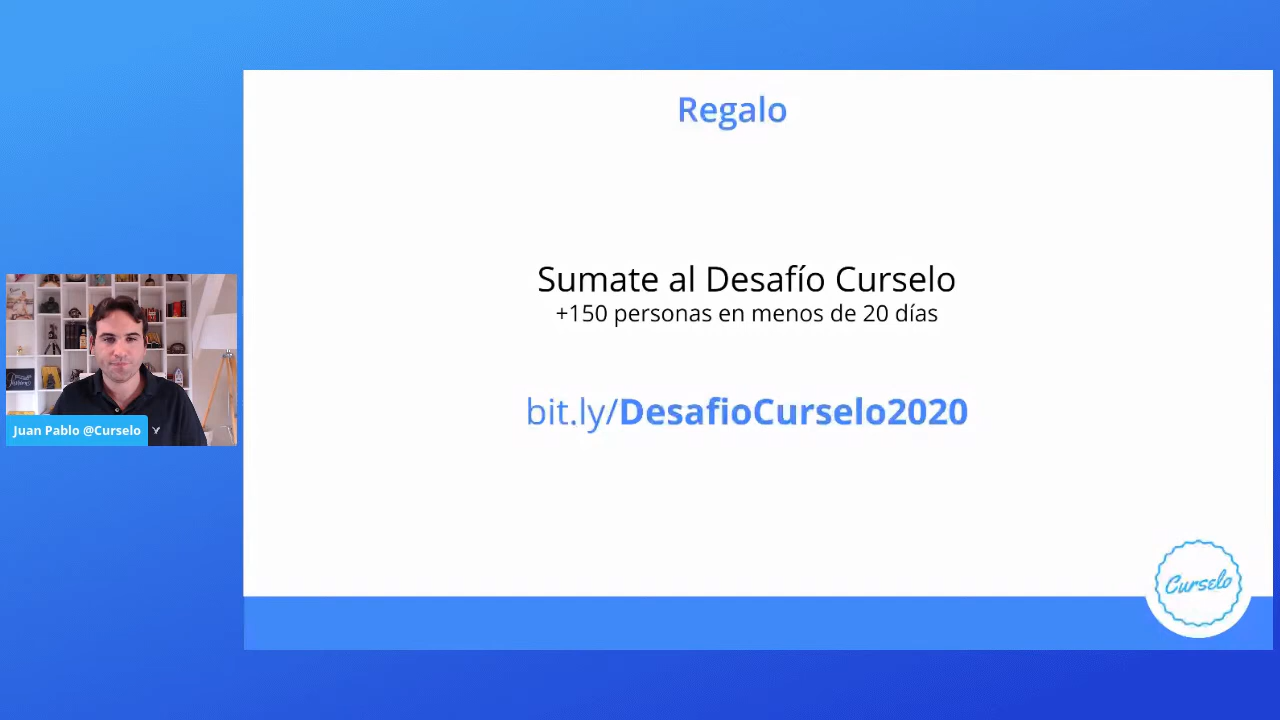 Regalo
Sumate al Desafío Curselo
+150 personas en menos de 20 días
bit.ly/DesafioCurselo2020
Juan Pablo @Curselo
Curselo